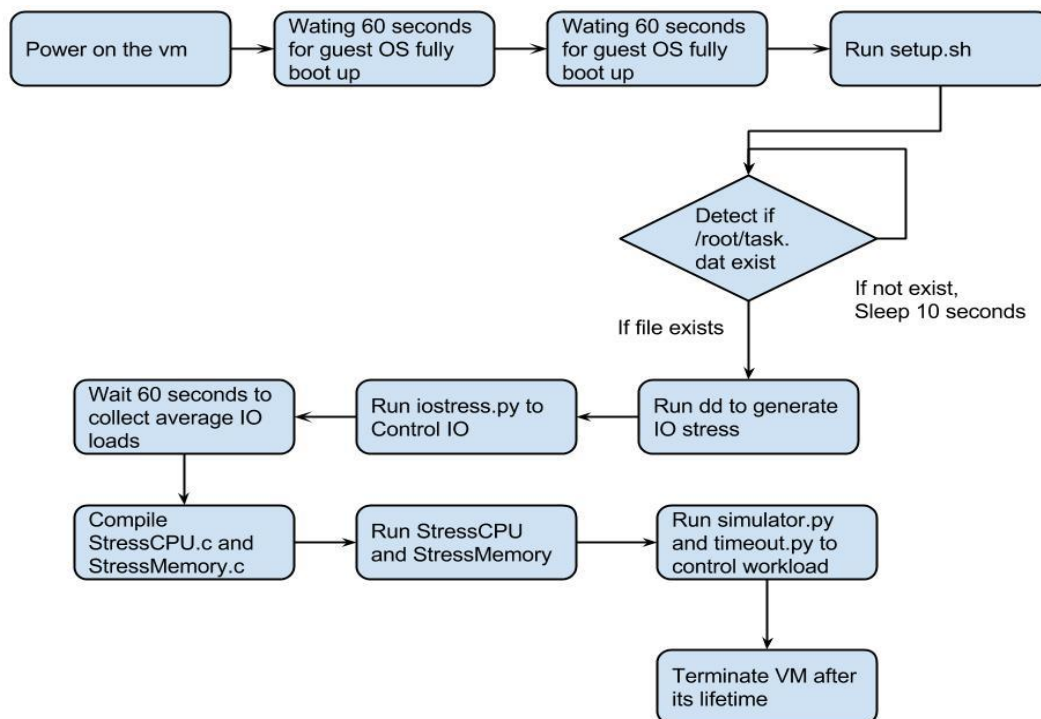 Power on the vm
Wating 60 seconds
for guest OS fully
boot up
Wating 60 seconds
for guest OS fully
boot up
Run setup.sh
Detect if
/root/task.
dat exist
If not exist,
Sleep 10 seconds
If file exists
Wait 60 seconds to
collect average IO
loads
Run iostress.py to
Control IO
Run dd to generate
IO stress
Compile
StressCPU.c and
StressMemory.c
Run StressCPU
and StressMemory
Run simulator.py
and timeout.py to
control workload
Terminate VM after
its lifetime